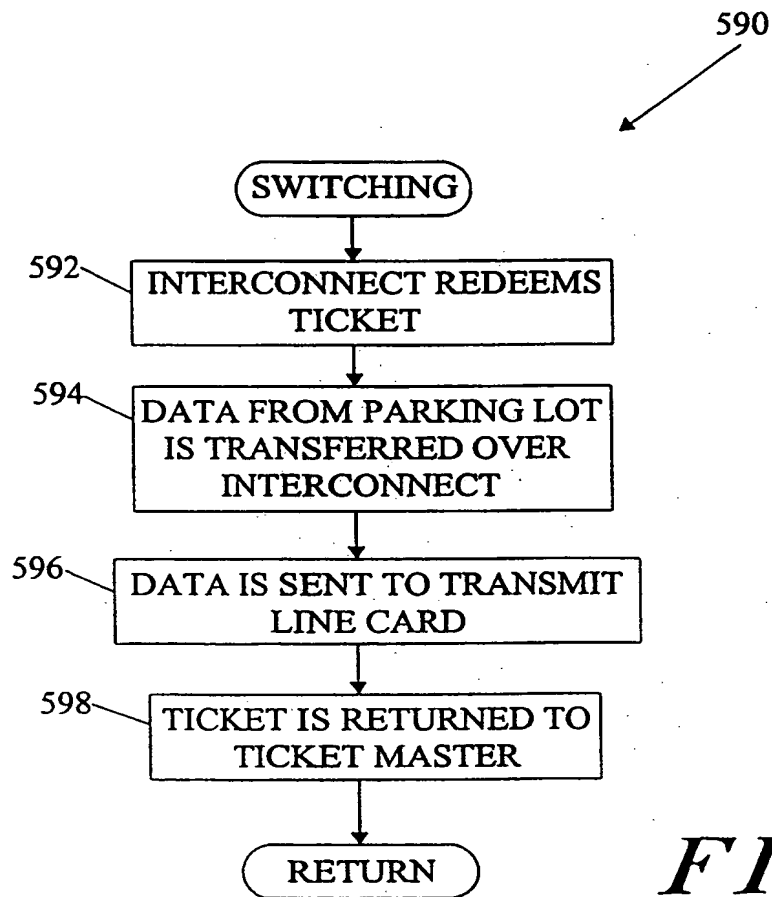 590
SWITCHING
592
INTERCONNECT REDEEMS
TICKET
594
DATA FROM PARKING LOT
IS TRANSFERRED OVER
INTERCONNECT
596
DATA IS SENT TO TRANSMIT
LINE CARD
598
TICKET IS RETURNED TO
TICKET MASTER
RETURN
FI